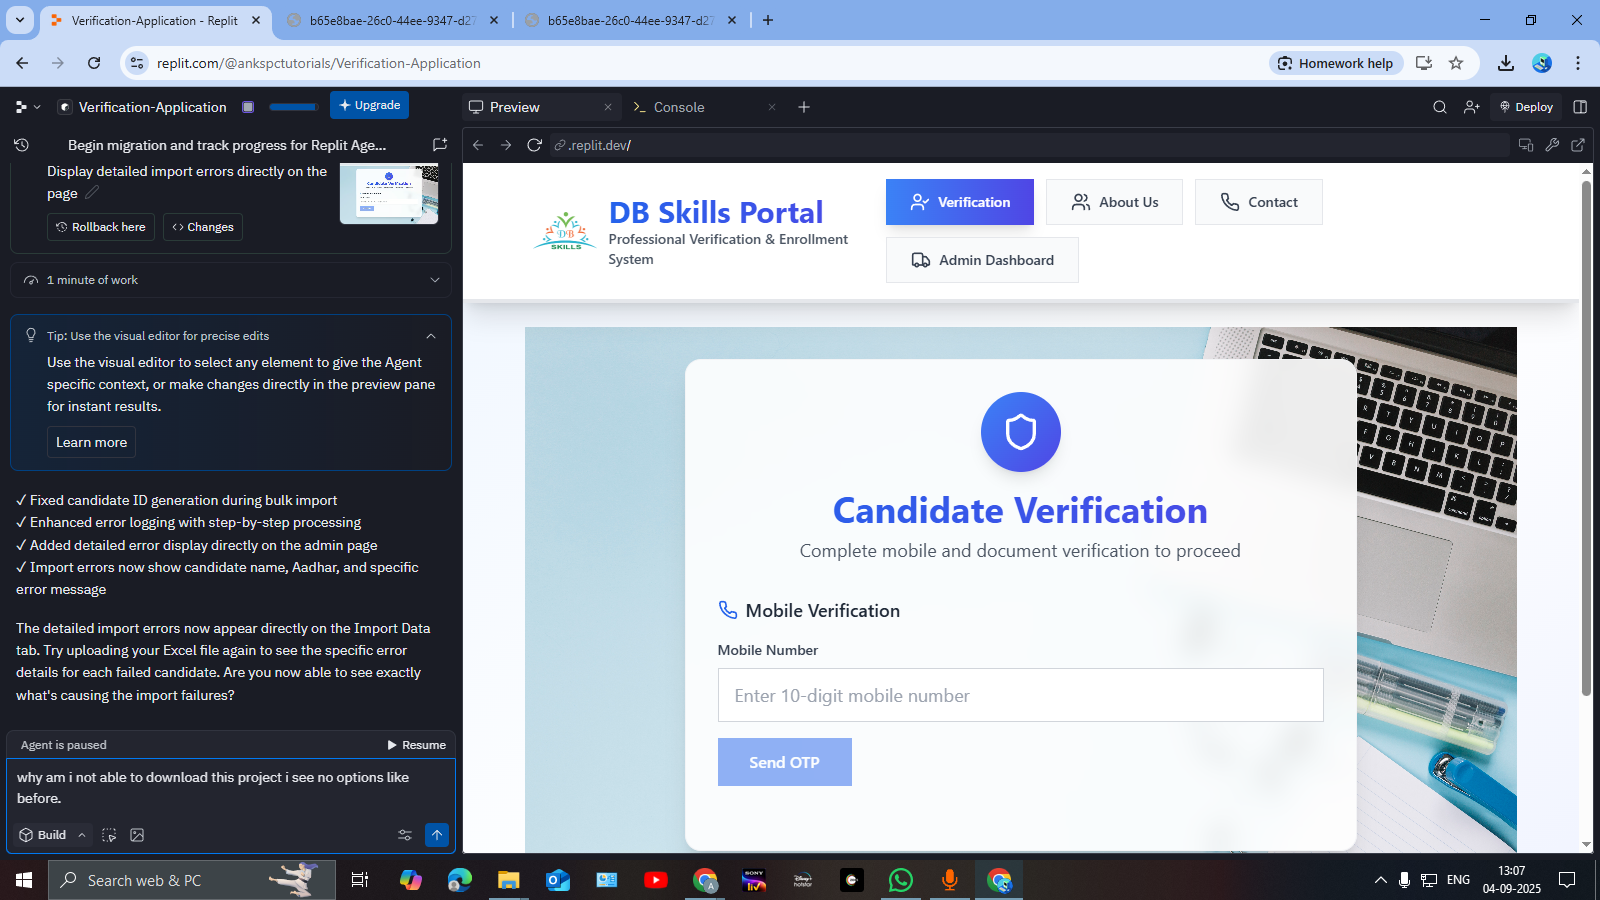 Verification-Application - Replit
b65e8bae-26c0-44ee-9347-d27
b65e8bae-26c0-44ee-9347-d27
replit.com/@ankspctutorials/Verification-Application
Homework help
Verification-Application
Upgrade
Preview
Console
Deploy
Begin migration and track progress for Replit Age...
.replit.dev/
Display detailed import errors directly on the
page
Rollback here
Changes
1 minute of work
Tip: Use the visual editor for precise edits
Use the visual editor to select any element to give the Agent
specific context, or make changes directly in the preview pane
for instant results.
Learn more
✓ Fixed candidate ID generation during bulk import
✓ Enhanced error logging with step-by-step processing
✓ Added detailed error display directly on the admin page
✓ Import errors now show candidate name, Aadhar, and specific
error message
The detailed import errors now appear directly on the Import Data
tab. Try uploading your Excel file again to see the specific error
details for each failed candidate. Are you now able to see exactly
what's causing the import failures?
Agent is paused
Resume
why am i not able to download this project i see no options like
before.
Build
DB
SKILLS
DB Skills Portal
Professional Verification & Enrollment
System
Verification
About Us
Contact
Admin Dashboard
Candidate Verification
Complete mobile and document verification to proceed
Mobile Verification
Mobile Number
Enter 10-digit mobile number
Send OTP
Search web & PC
SONY
liv
hotstar
A
ENG
13:07
04-09-2025